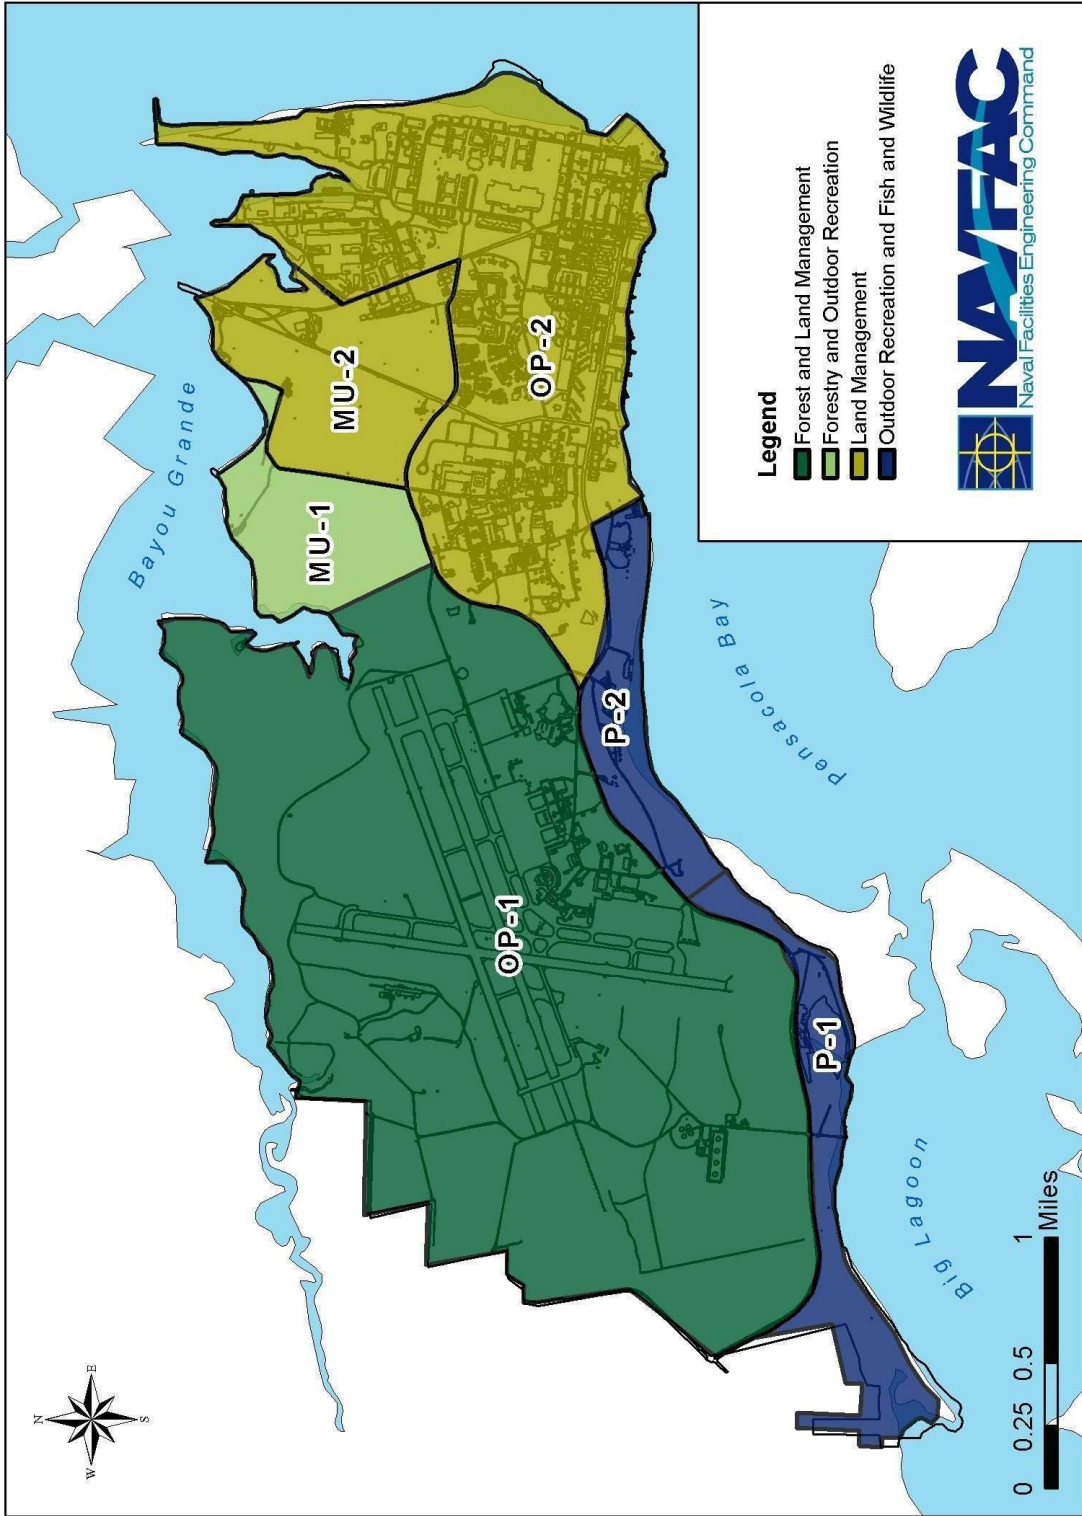 Bayou Grande
MU-2
MU-1
OP-2
OP-1
P-2
P-1
Pensacola Bay
Big Lagoon
N
W
E
S
0 0.25 0.5 1
Miles
Legend
Forest and Land Management
Forestry and Outdoor Recreation
Land Management
Outdoor Recreation and Fish and Wildlife
NAVFAC
Naval Facilities Engineering Command